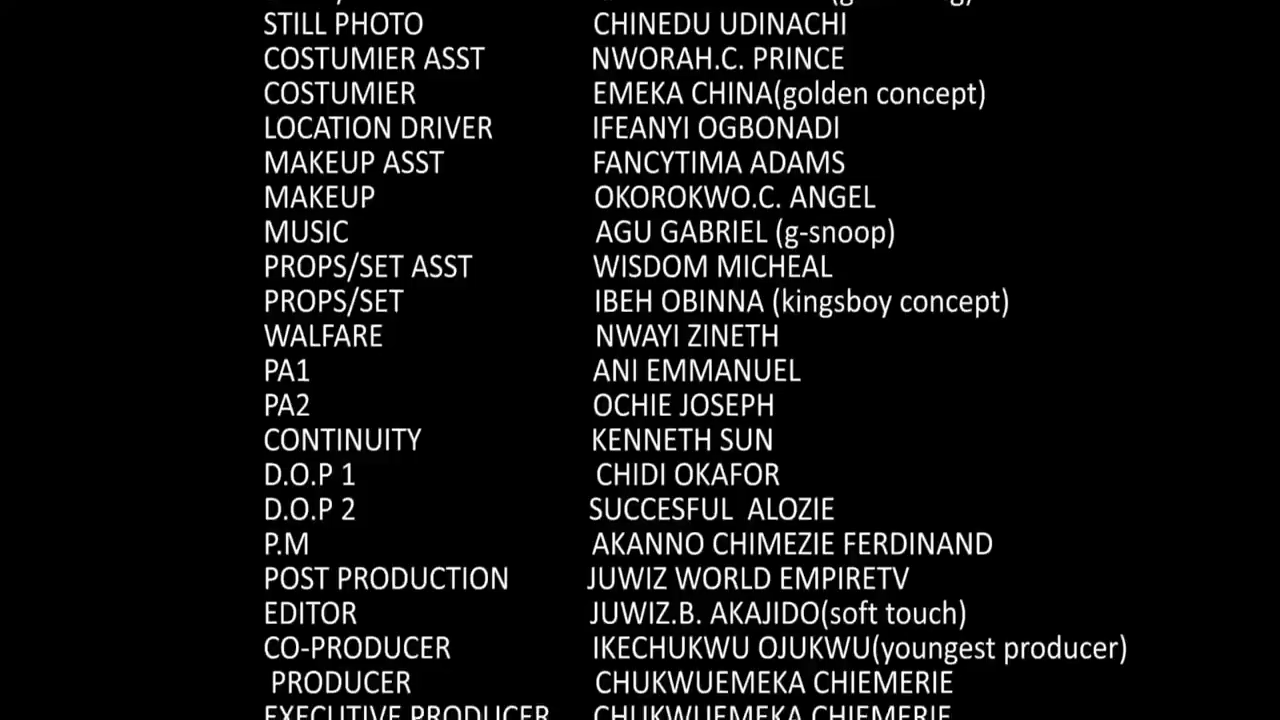 STILL PHOTO CHINEDU UDINACHI
COSTUMIER ASST NWORAH.C. PRINCE
COSTUMIER EMEKA CHINA(golden concept)
LOCATION DRIVER IFEANYI OGBONADI
MAKEUP ASST FANCYTIMA ADAMS
MAKEUP OKOROKWO.C. ANGEL
MUSIC AGU GABRIEL (g-snoop)
PROPS/SET ASST WISDOM MICHEAL
PROPS/SET IBEH OBINNA (kingsboy concept)
WALFARE NWAYI ZINETH
PA1 ANI EMMANUEL
PA2 OCHIE JOSEPH
CONTINUITY KENNETH SUN
D.O.P 1 CHIDI OKAFOR
D.O.P 2 SUCCESFUL ALOZIE
P.M AKANNO CHIMEZIE FERDINAND
POST PRODUCTION JUWIZ WORLD EMPIRETV
EDITOR JUWIZ.B. AKAJIDO(soft touch)
CO-PRODUCER IKECHUKWU OJUKWU(youngest producer)
PRODUCER CHUKWUEMEKA CHIEMERIE
EXECUTIVE PRODUCER CHUKWUEMEKA CHIEMERIE